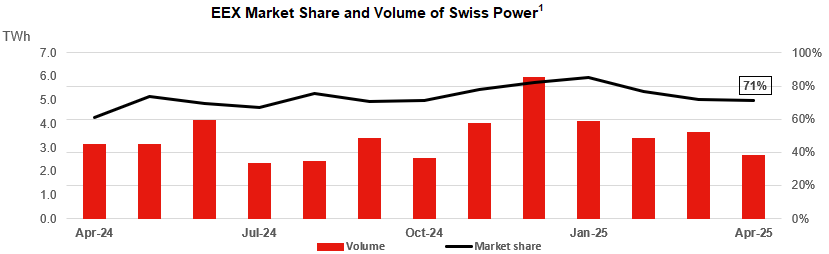 EEX Market Share and Volume of Swiss Power1
TWh
7.0 100%
6.0 80%
5.0 71%
4.0 60%
3.0 40%
2.0
1.0 20%
0.0 0%
Apr-24 Jul-24 Oct-24 Jan-25 Apr-25
Volume Market share